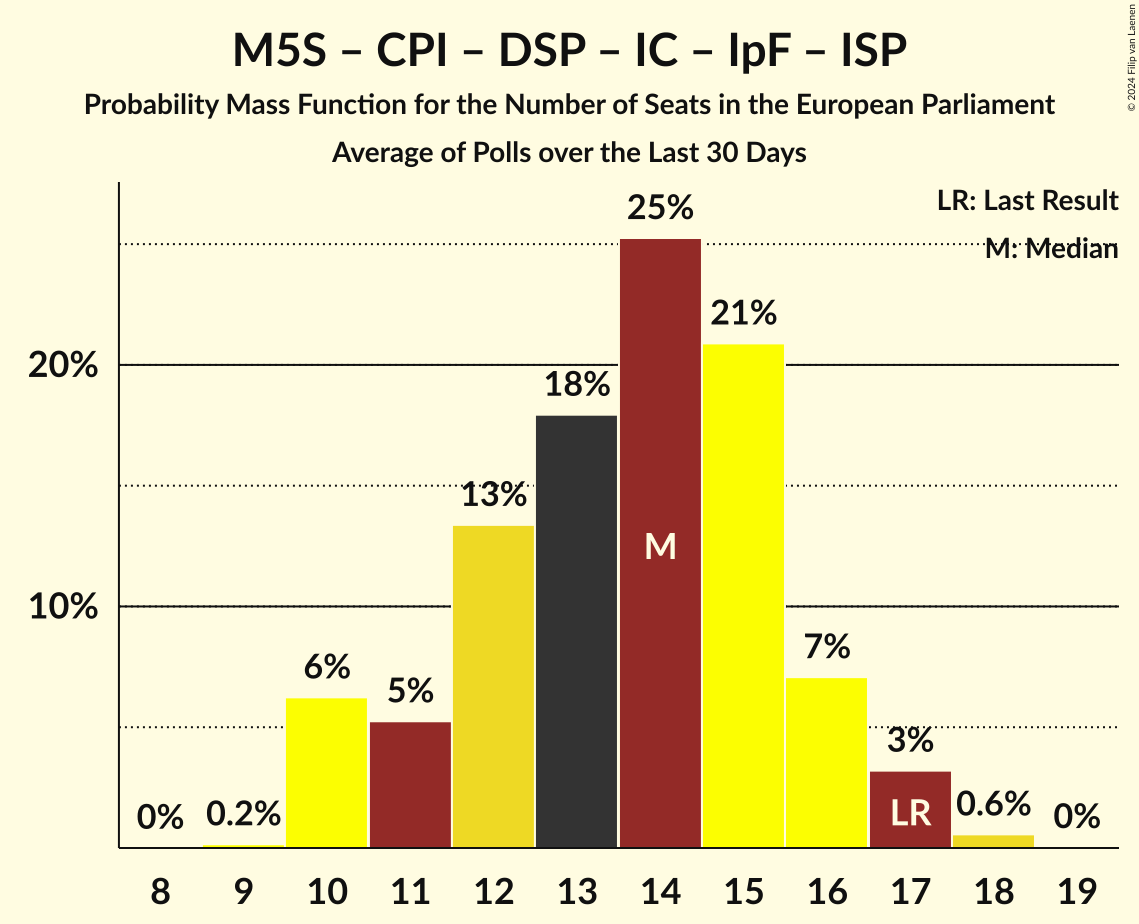 M5S – CPI – DSP – IC – IpF – ISP
Probability Mass Function for the Number of Seats in the European Parliament
Average of Polls over the Last 30 Days
© 2024 Filip van Laenen
LR: Last Result
M: Median
25%
21%
20%
18%
13%
M
10%
7%
6%
5%
3%
LR
0%
0.2%
0.6%
0%
8 9 10 11 12 13 14 15 16 17 18 19